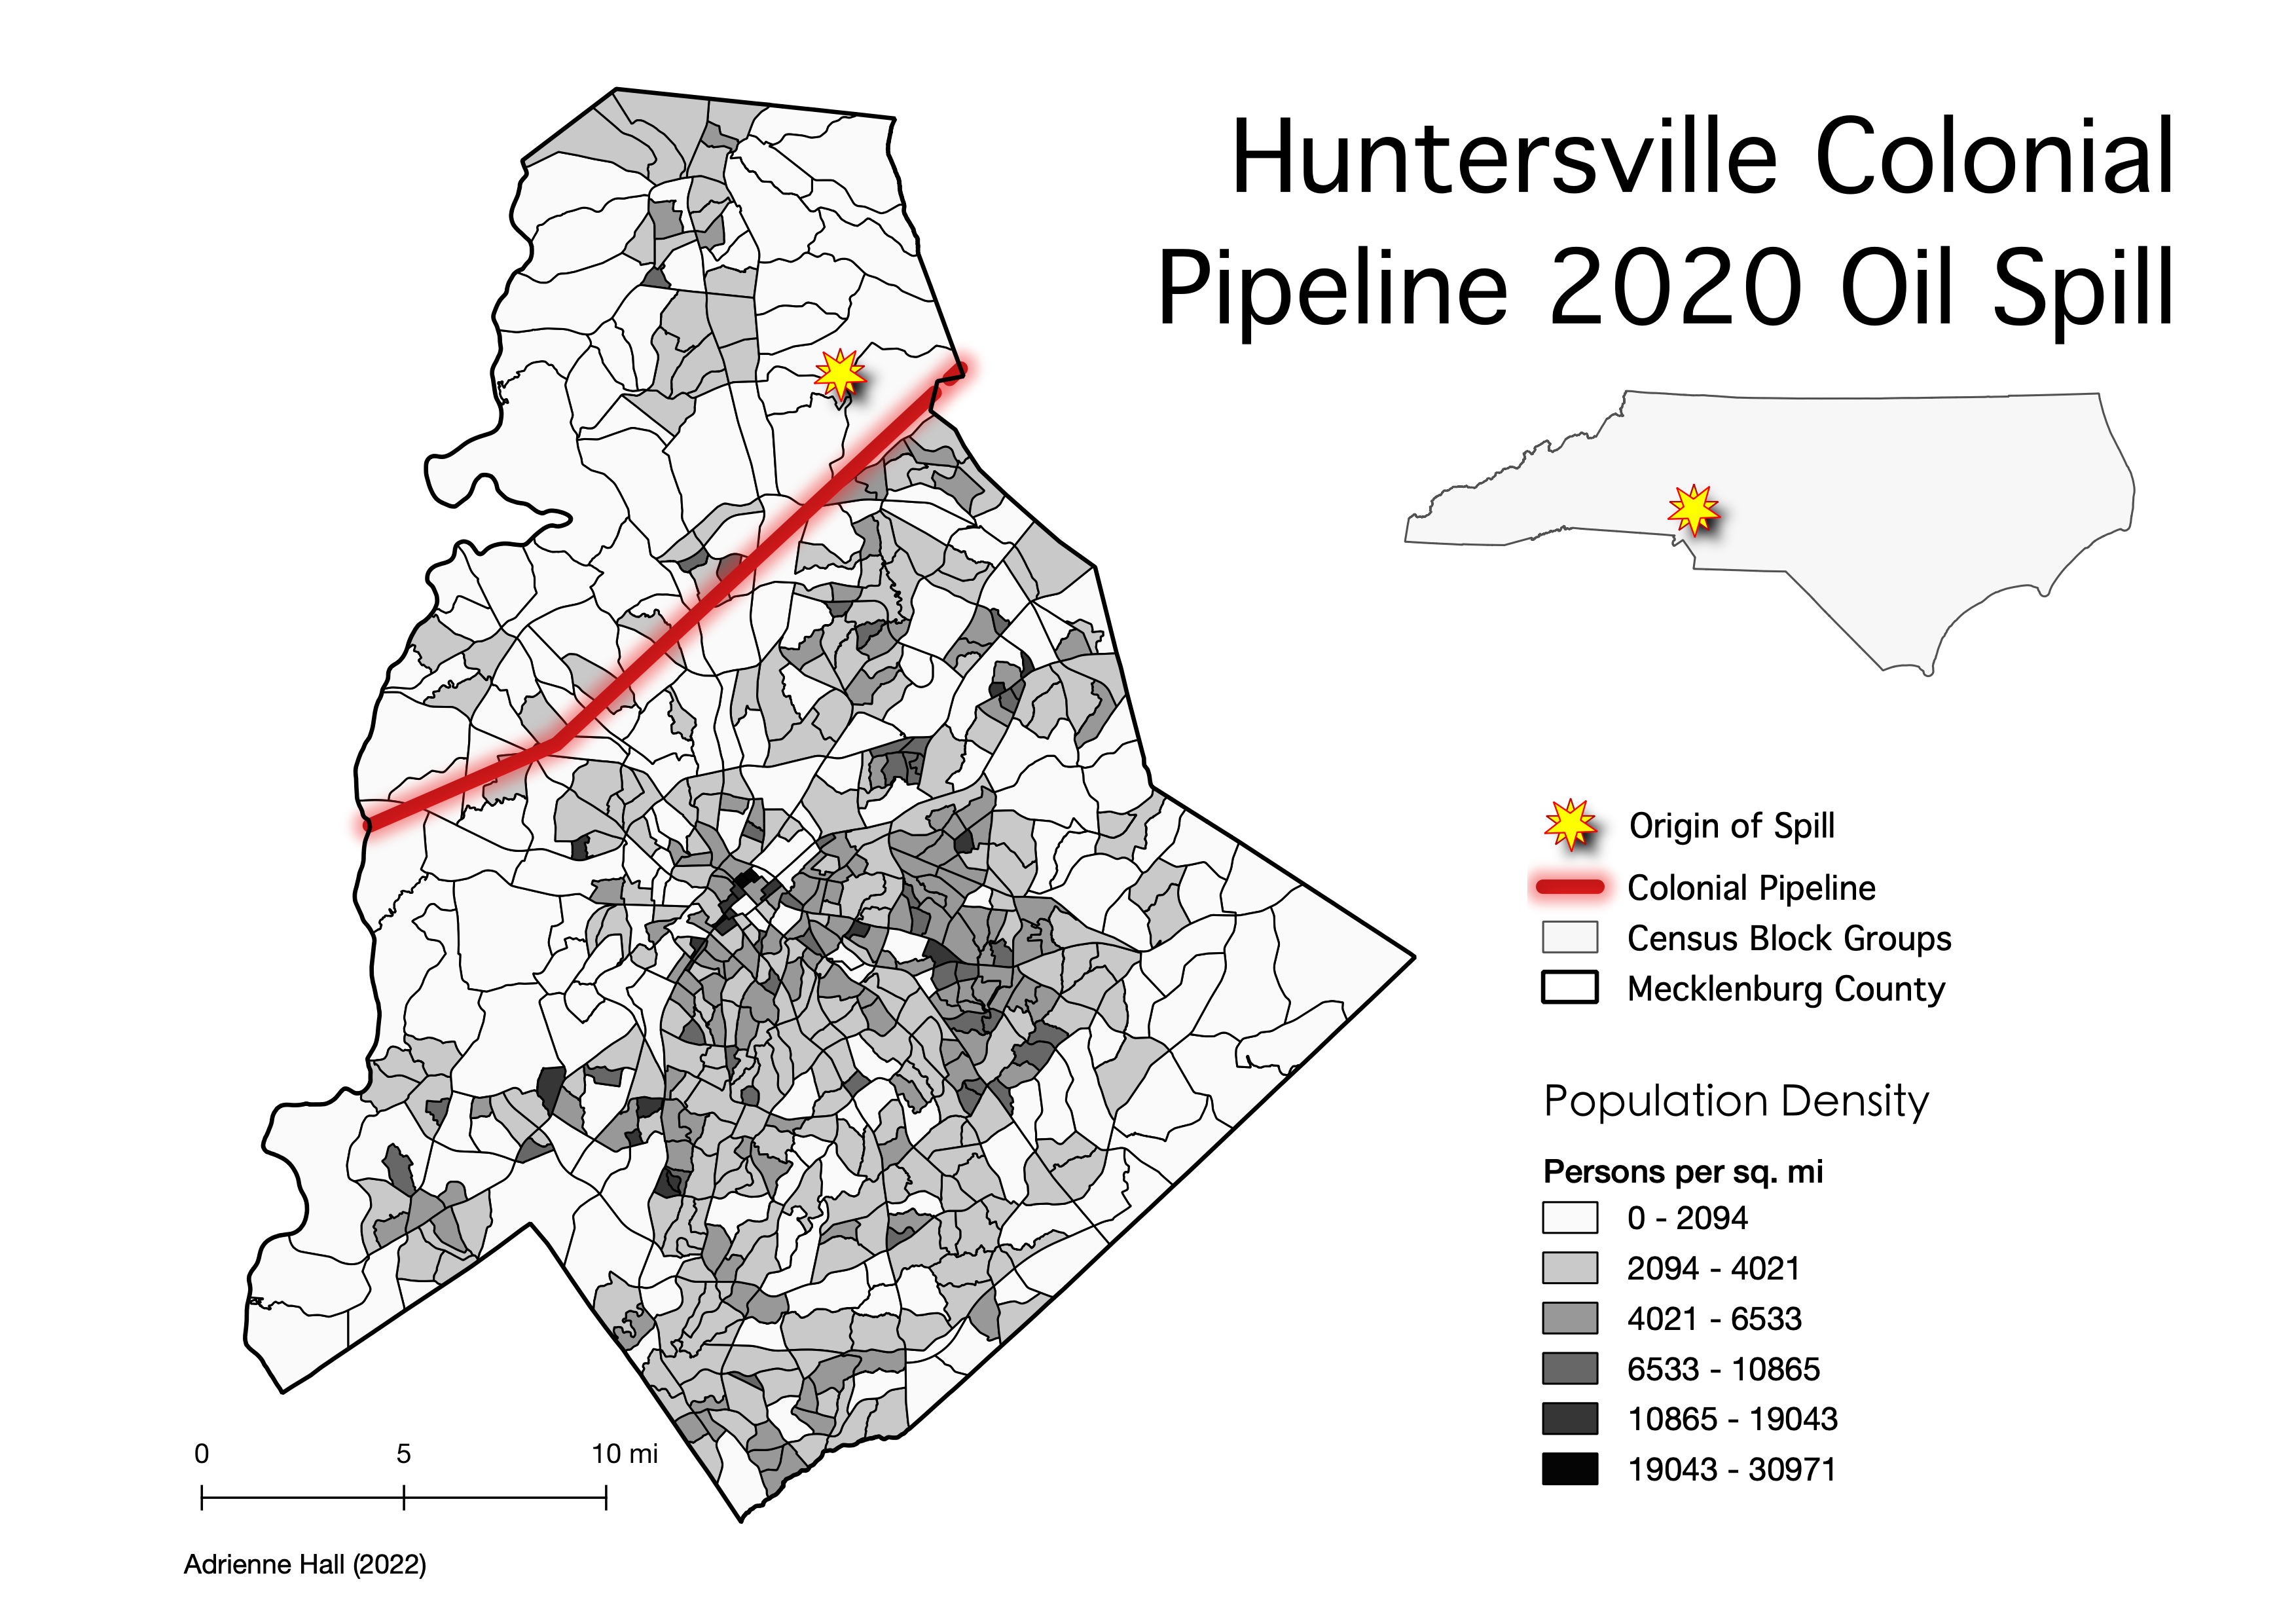 Huntersville Colonial
Pipeline 2020 Oil Spill
Origin of Spill
Colonial Pipeline
Census Block Groups
Mecklenburg County
Population Density
Persons per sq. mi
0 - 2094
2094 - 4021
4021 - 6533
6533 - 10865
10865 - 19043
19043 - 30971
0 5 10 mi
Adrienne Hall (2022)